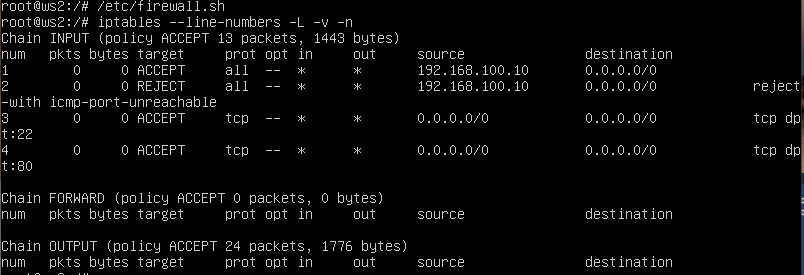 root@ws2:/# /etc/firewall.sh
root@ws2:/# iptables --line-numbers -L -v -n
Chain INPUT (policy ACCEPT 13 packets, 1443 bytes)
num   pkts bytes target     prot opt in     out     source               destination
1        0     0 ACCEPT     all  --  *      *       192.168.100.10       0.0.0.0/0
2        0     0 REJECT     all  --  *      *       192.168.100.10       0.0.0.0/0            reject
-with icmp-port-unreachable
3        0     0 ACCEPT     tcp  --  *      *       0.0.0.0/0            0.0.0.0/0            tcp dp
t:22
4        0     0 ACCEPT     tcp  --  *      *       0.0.0.0/0            0.0.0.0/0            tcp dp
t:80
Chain FORWARD (policy ACCEPT 0 packets, 0 bytes)
num   pkts bytes target     prot opt in     out     source               destination
Chain OUTPUT (policy ACCEPT 24 packets, 1776 bytes)
num   pkts bytes target     prot opt in     out     source               destination